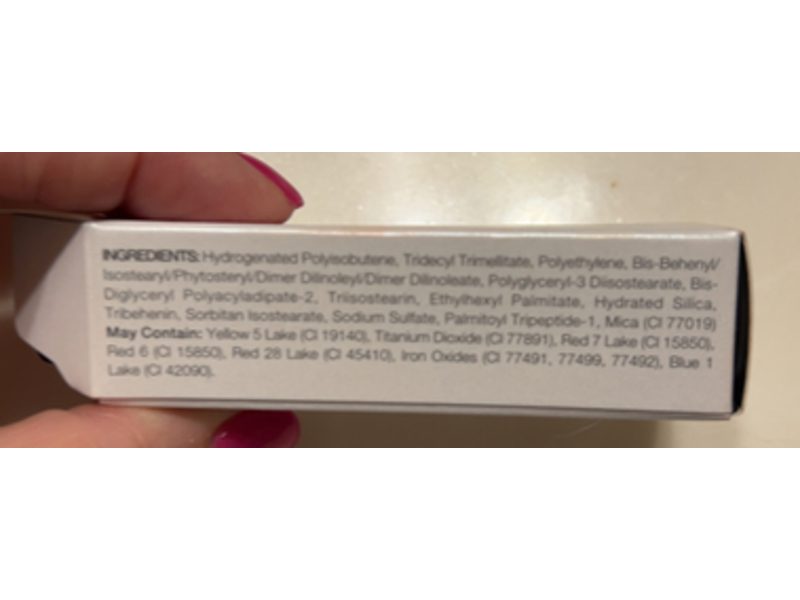 INGREDIENTS: Hydrogenated Polyisobutene, Tridecyl Trimellitate, Polyethylene, Bis-Behenyl/
Isostearyl/Phytosteryl/Dimer Dilinoleyl/Dimer Dilinoleate, Polyglyceryl-3 Diisostearate, Bis-
Diglyceryl Polyacyladipate-2, Triisostearin, Ethylhexyl Palmitate, Hydrated Silica,
Tribehenin, Sorbitan Isostearate, Sodium Sulfate, Palmitoyl Tripeptide-1, Mica (CI 77019)
May Contain: Yellow 5 Lake (CI 19140), Titanium Dioxide (CI 77891), Red 7 Lake (CI 15850),
Red 6 (CI 15850), Red 28 Lake (CI 45410), Iron Oxides (CI 77491, 77499, 77492), Blue 1
Lake (CI 42090).